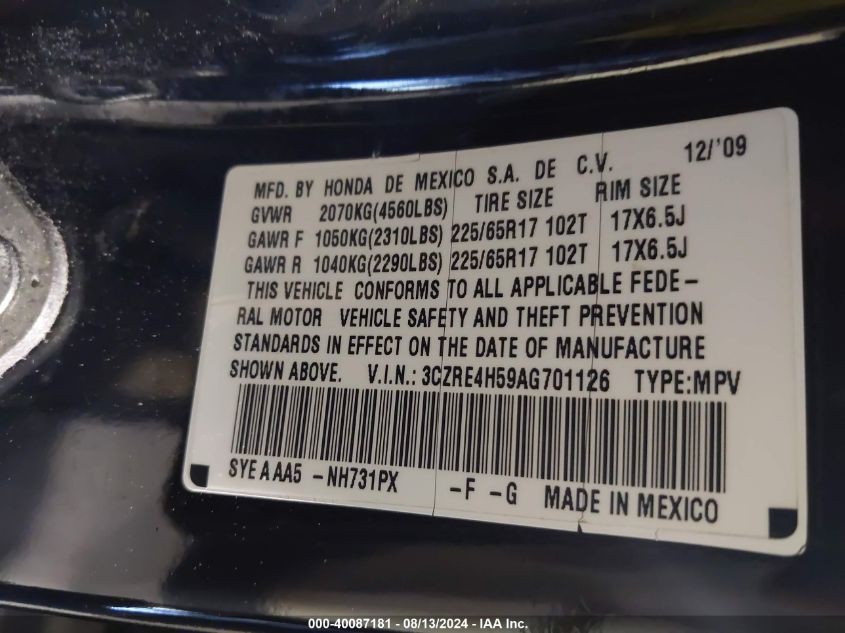 MFD. BY HONDA DE MEXICO S.A. DE C.V. 12/'09
GVWR 2070KG(4560LBS) TIRE SIZE RIM SIZE
GAWR F 1050KG(2310LBS) 225/65R17 102T 17X6.5J
GAWR R 1040KG(2290LBS) 225/65R17 102T 17X6.5J
THIS VEHICLE CONFORMS TO ALL APPLICABLE FEDE-
RAL MOTOR VEHICLE SAFETY AND THEFT PREVENTION
STANDARDS IN EFFECT ON THE DATE OF MANUFACTURE
SHOWN ABOVE. V.I.N.: 3CZRE4H59AG701126 TYPE:MPV
SYE A AA5 -NH731PX -F -G MADE IN MEXICO
000-40087181 - 08/13/2024 - IAA Inc.